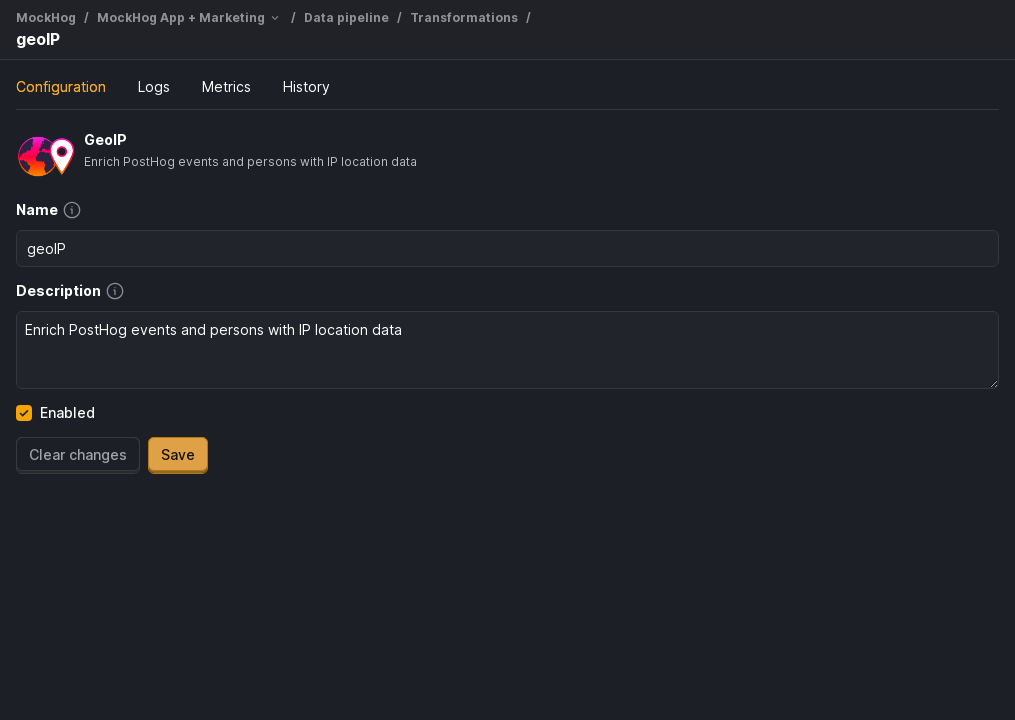 MockHog / MockHog App + Marketing / Data pipeline / Transformations /
geoIP
Configuration Logs Metrics History
GeoIP
Enrich PostHog events and persons with IP location data
Name
geoIP
Description
Enrich PostHog events and persons with IP location data
Enabled
Clear changes Save